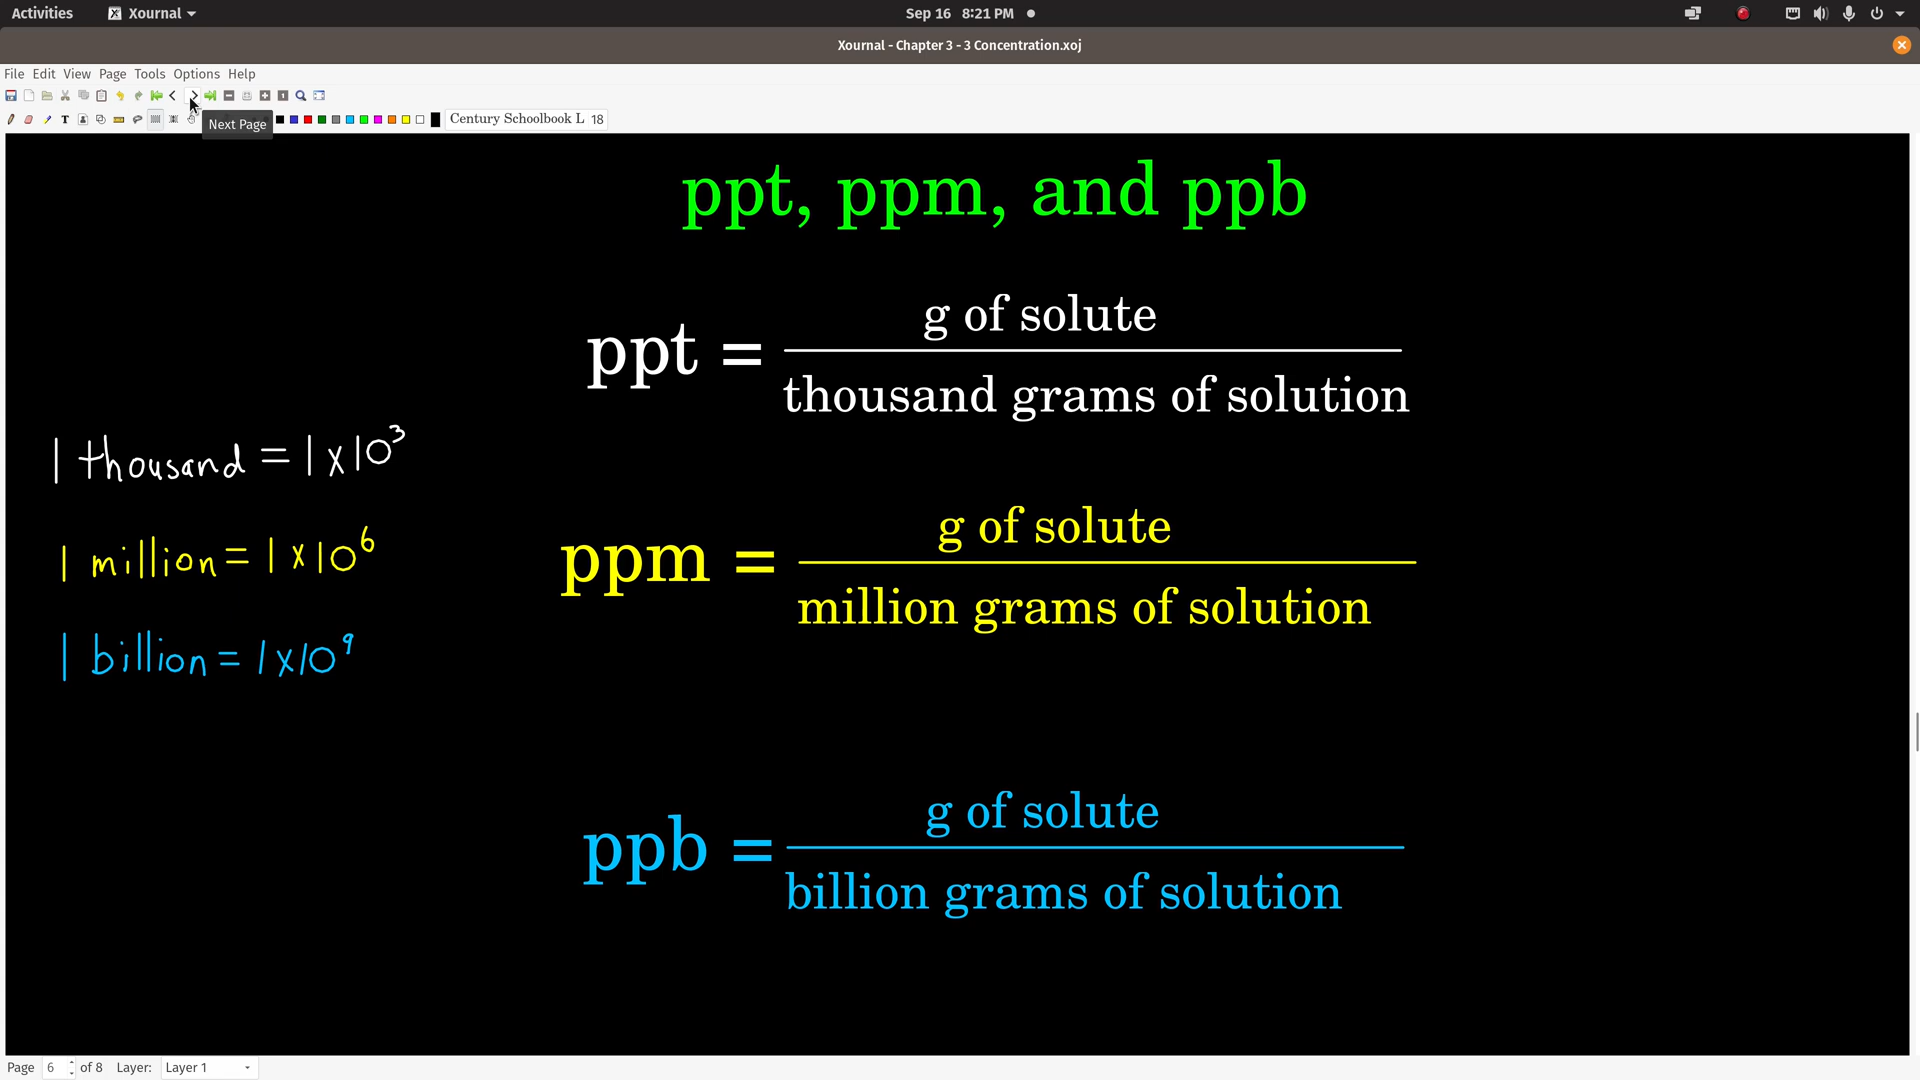 Activities Xournal Sep 16 8:21 PM
Xournal - Chapter 3 - 3 Concentration.xoj
File Edit View Page Tools Options Help
Century Schoolbook L 18
Next Page
ppt, ppm, and ppb
ppt = g of solute
thousand grams of solution
1 thousand = 1 x 10³
ppm = g of solute
million grams of solution
1 million = 1 x 10⁶
1 billion = 1 x 10⁹
ppb = g of solute
billion grams of solution
Page 6 of 8 Layer: Layer 1